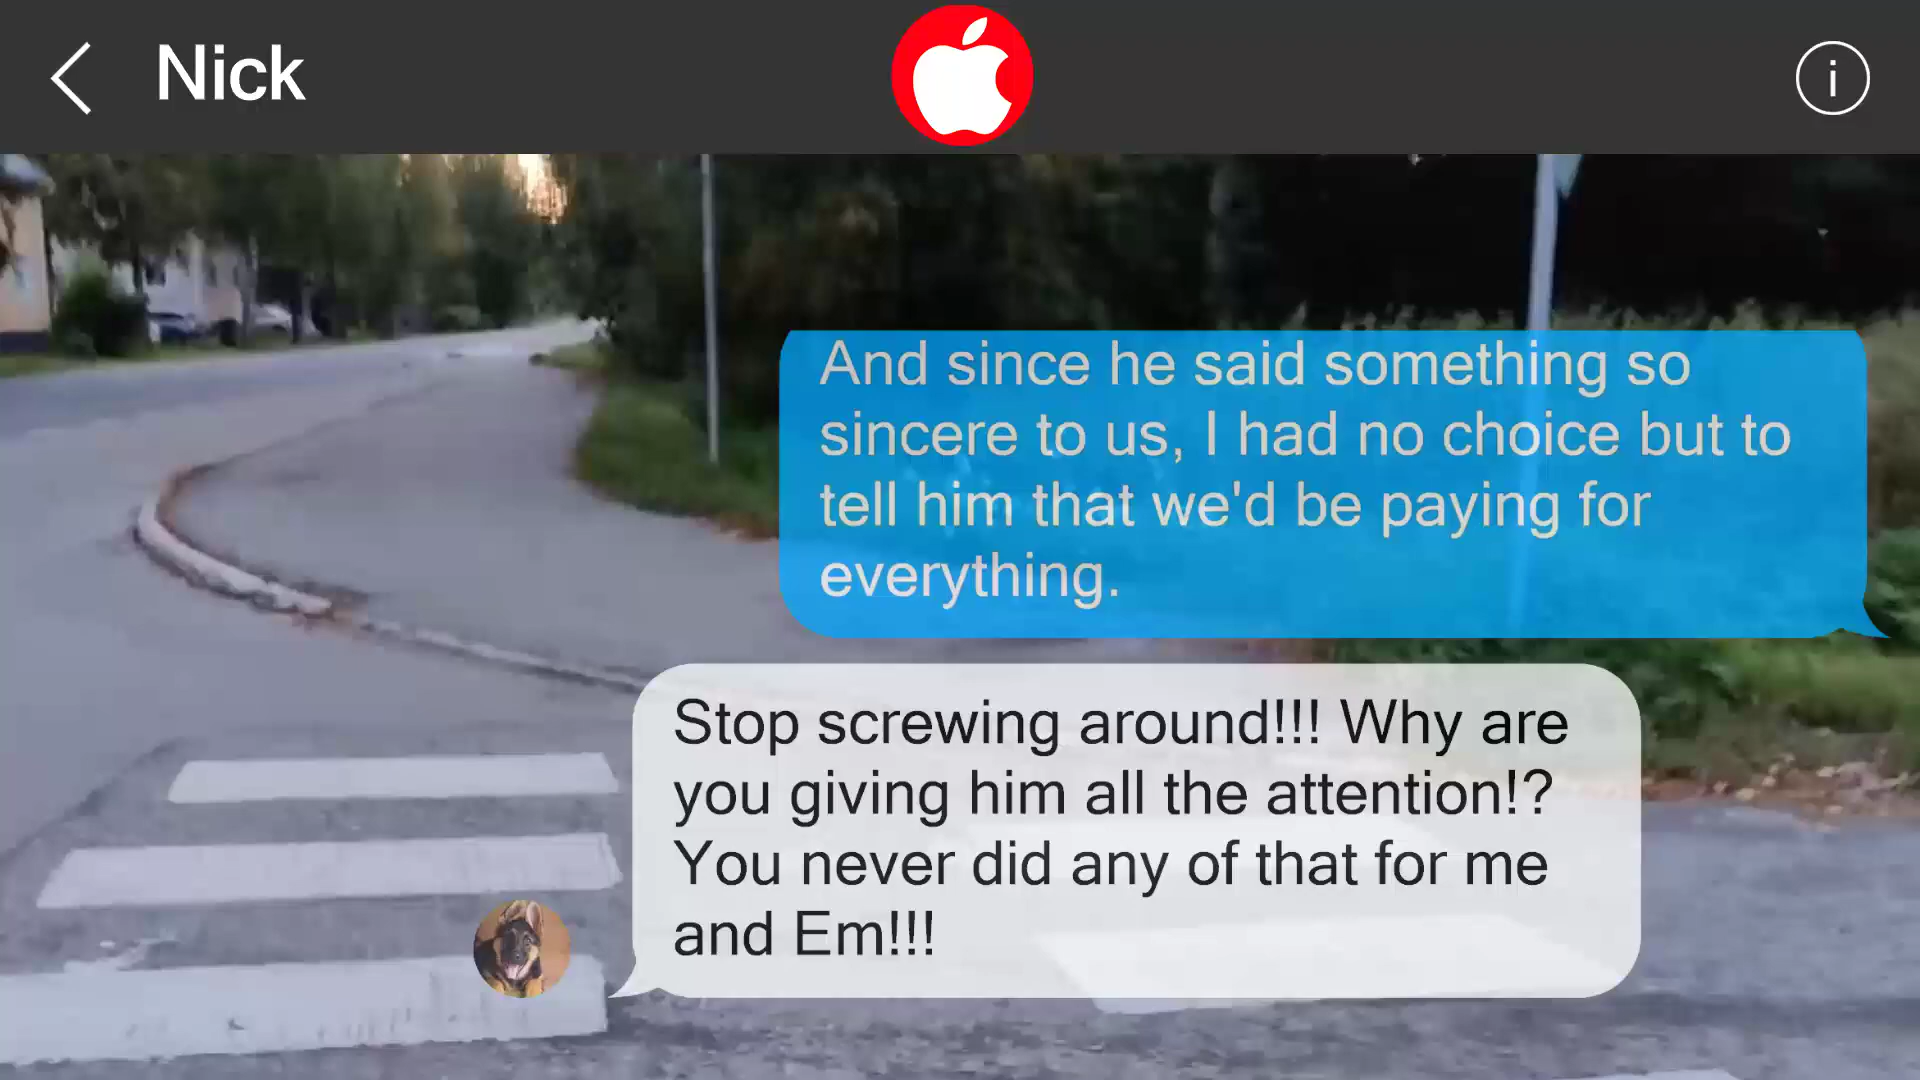 Nick
i
And since he said something so
sincere to us, I had no choice but to
tell him that we'd be paying for
everything.
Stop screwing around!!! Why are
you giving him all the attention!?
You never did any of that for me
and Em!!!